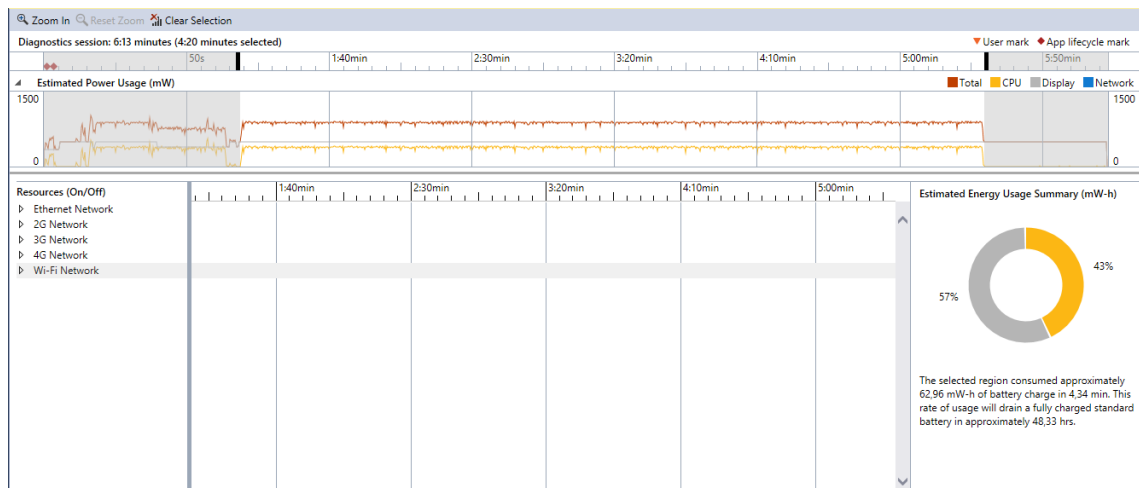 Zoom In Reset Zoom Clear Selection
Diagnostics session: 6:13 minutes (4:20 minutes selected) User mark App lifecycle mark
50s 1:40min 2:30min 3:20min 4:10min 5:00min 5:50min
Estimated Power Usage (mW) Total CPU Display Network
1500 1500
0 0
Resources (On/Off) 1:40min 2:30min 3:20min 4:10min 5:00min Estimated Energy Usage Summary (mW-h)
Ethernet Network
2G Network
3G Network
4G Network
Wi-Fi Network
43%
57%
The selected region consumed approximately
62,96 mW-h of battery charge in 4,34 min. This
rate of usage will drain a fully charged standard
battery in approximately 48,33 hrs.